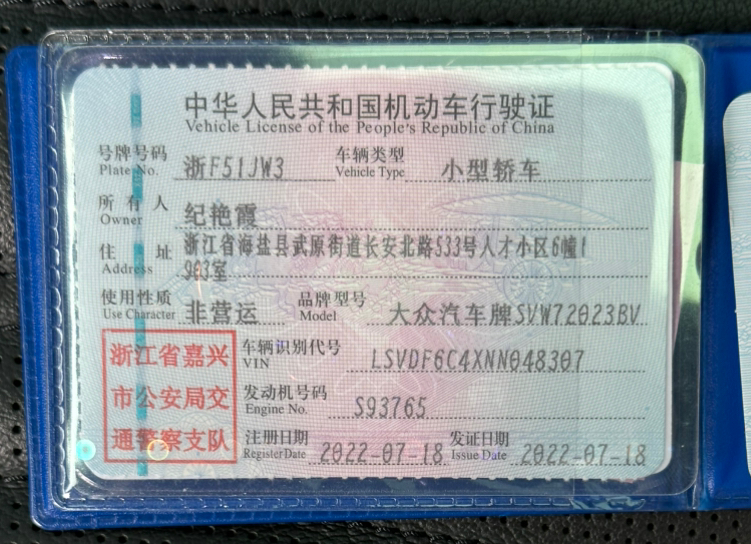 中华人民共和国机动车行驶证
Vehicle License of the People's Republic of China
号牌号码 浙F51JW3 车辆类型 小型轿车
Plate No. Vehicle Type
所有人 纪艳霞
Owner
住址 浙江省海盐县武原街道长安北路533号人才小区6幢1
Address 903室
使用性质 非营运 品牌型号 大众汽车牌SVW72023BV
Use Character Model
浙江省嘉兴 车辆识别代号 LSVDF6C4XNN048307
VIN
市公安局交 发动机号码 S93765
Engine No.
通警察支队 注册日期 2022-07-18 发证日期 2022-07-18
Register Date Issue Date